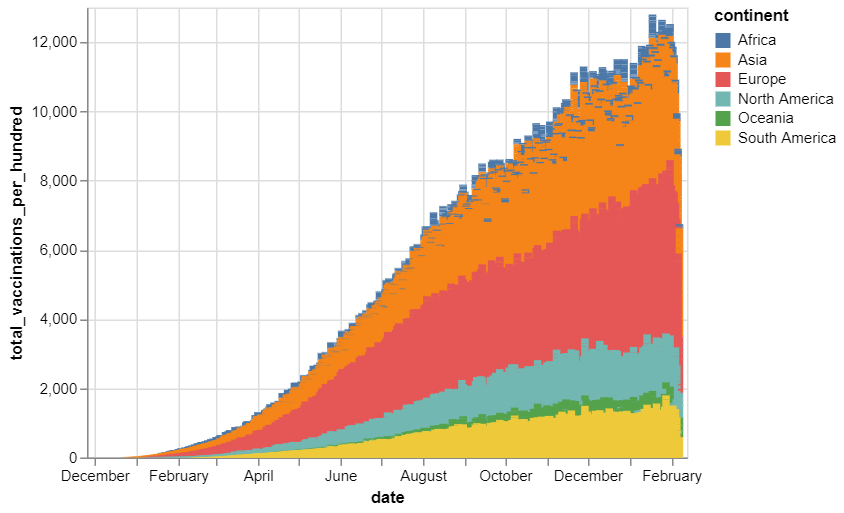 continent
Africa
Asia
Europe
North America
Oceania
South America
total_vaccinations_per_hundred
12,000
10,000
8,000
6,000
4,000
2,000
0
December February April June August October December February
date